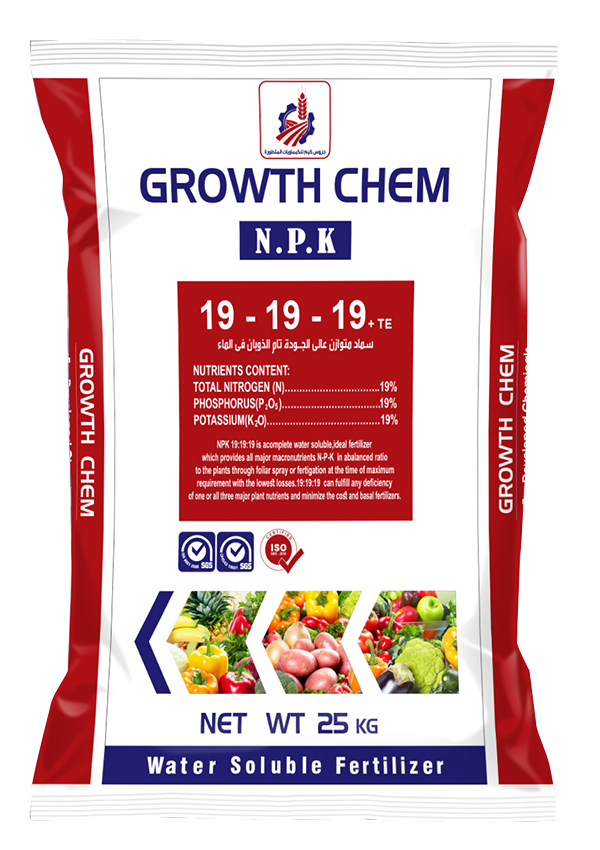 جروس كيم للكيماويات المتطورة
GROWTH CHEM
N.P.K
19 - 19 - 19 + TE
سماد متوازن عالى الجودة تام الذوبان فى الماء
NUTRIENTS CONTENT:
TOTAL NITROGEN (N)................................19%
PHOSPHORUS(P₂O₅).................................19%
POTASSIUM(K₂O)......................................19%
NPK 19:19:19 is acomplete water soluble,ideal fertilizer
which provides all major macronutrients N-P-K in abalanced ratio
to the plants through foliar spray or fertigation at the time of maximum
requirement with the lowest losses.19:19:19 can fulfill any deficiency
of one or all three major plant nutrients and minimize the cost and basal fertilizers.
SGS
SGS
CERTIFIED
ISO
NET WT 25 KG
Water Soluble Fertilizer
GROWTH CHEM
GROWTH CHEM